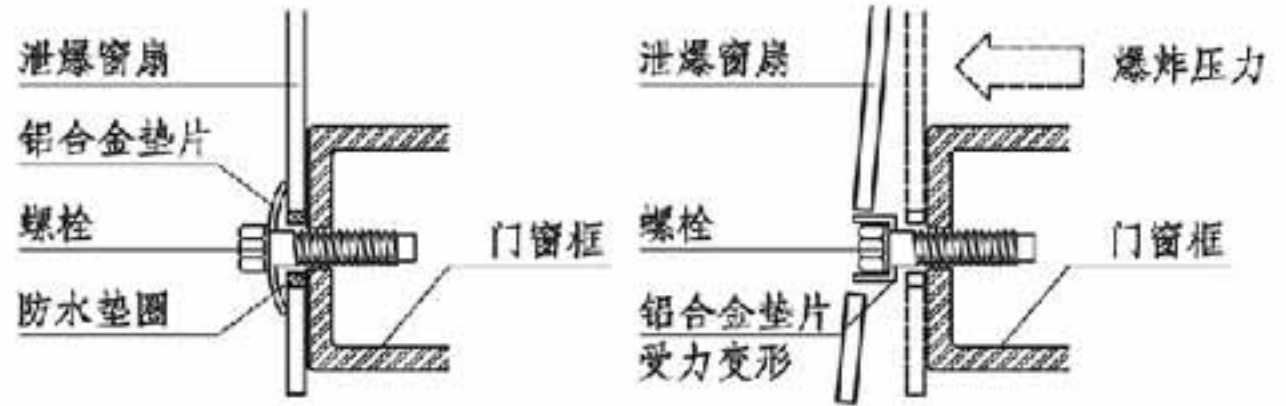 泄爆窗扇
铝合金垫片
螺栓
门窗框
防水垫圈
泄爆窗扇
爆炸压力
螺栓
门窗框
铝合金垫片
受力变形